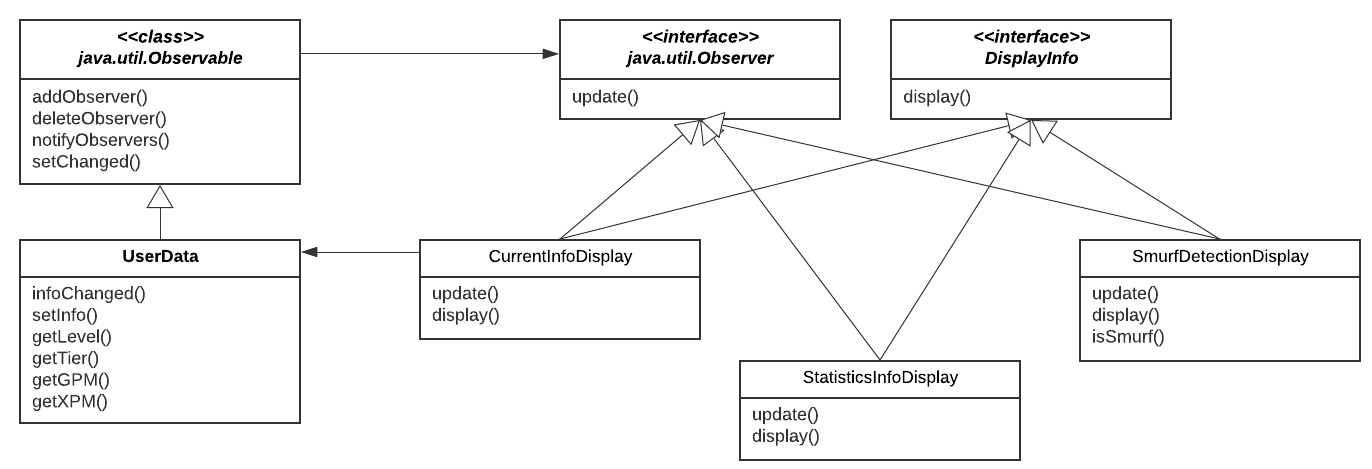 <<class>>
java.util.Observable
addObserver()
deleteObserver()
notifyObservers()
setChanged()
<<interface>>
java.util.Observer
update()
<<interface>>
DisplayInfo
display()
UserData
infoChanged()
setInfo()
getLevel()
getTier()
getGPM()
getXPM()
CurrentInfoDisplay
update()
display()
StatisticsInfoDisplay
update()
display()
SmurfDetectionDisplay
update()
display()
isSmurf()